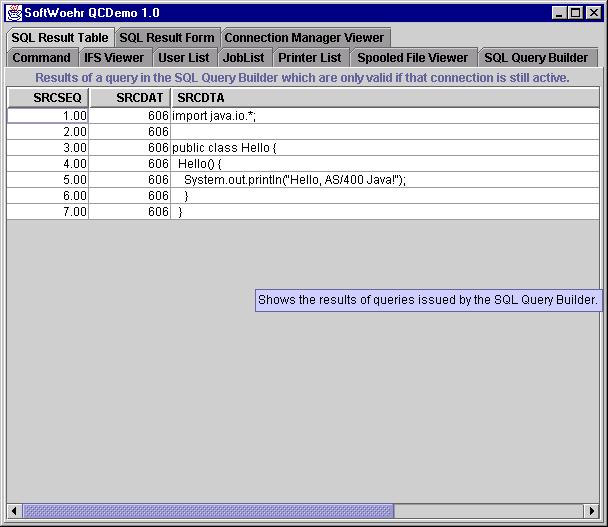 SoftWoehr QCDemo 1.0
SQL Result Table SQL Result Form Connection Manager Viewer
Command IFS Viewer User List JobList Printer List Spooled File Viewer SQL Query Builder
Results of a query in the SQL Query Builder which are only valid if that connection is still active.
SRCSEQ SRCDAT SRCDTA
1.00 606 import java.io.*;
2.00 606
3.00 606 public class Hello {
4.00 606 Hello() {
5.00 606 System.out.println("Hello, AS/400 Java!");
6.00 606 }
7.00 606 }
Shows the results of queries issued by the SQL Query Builder.